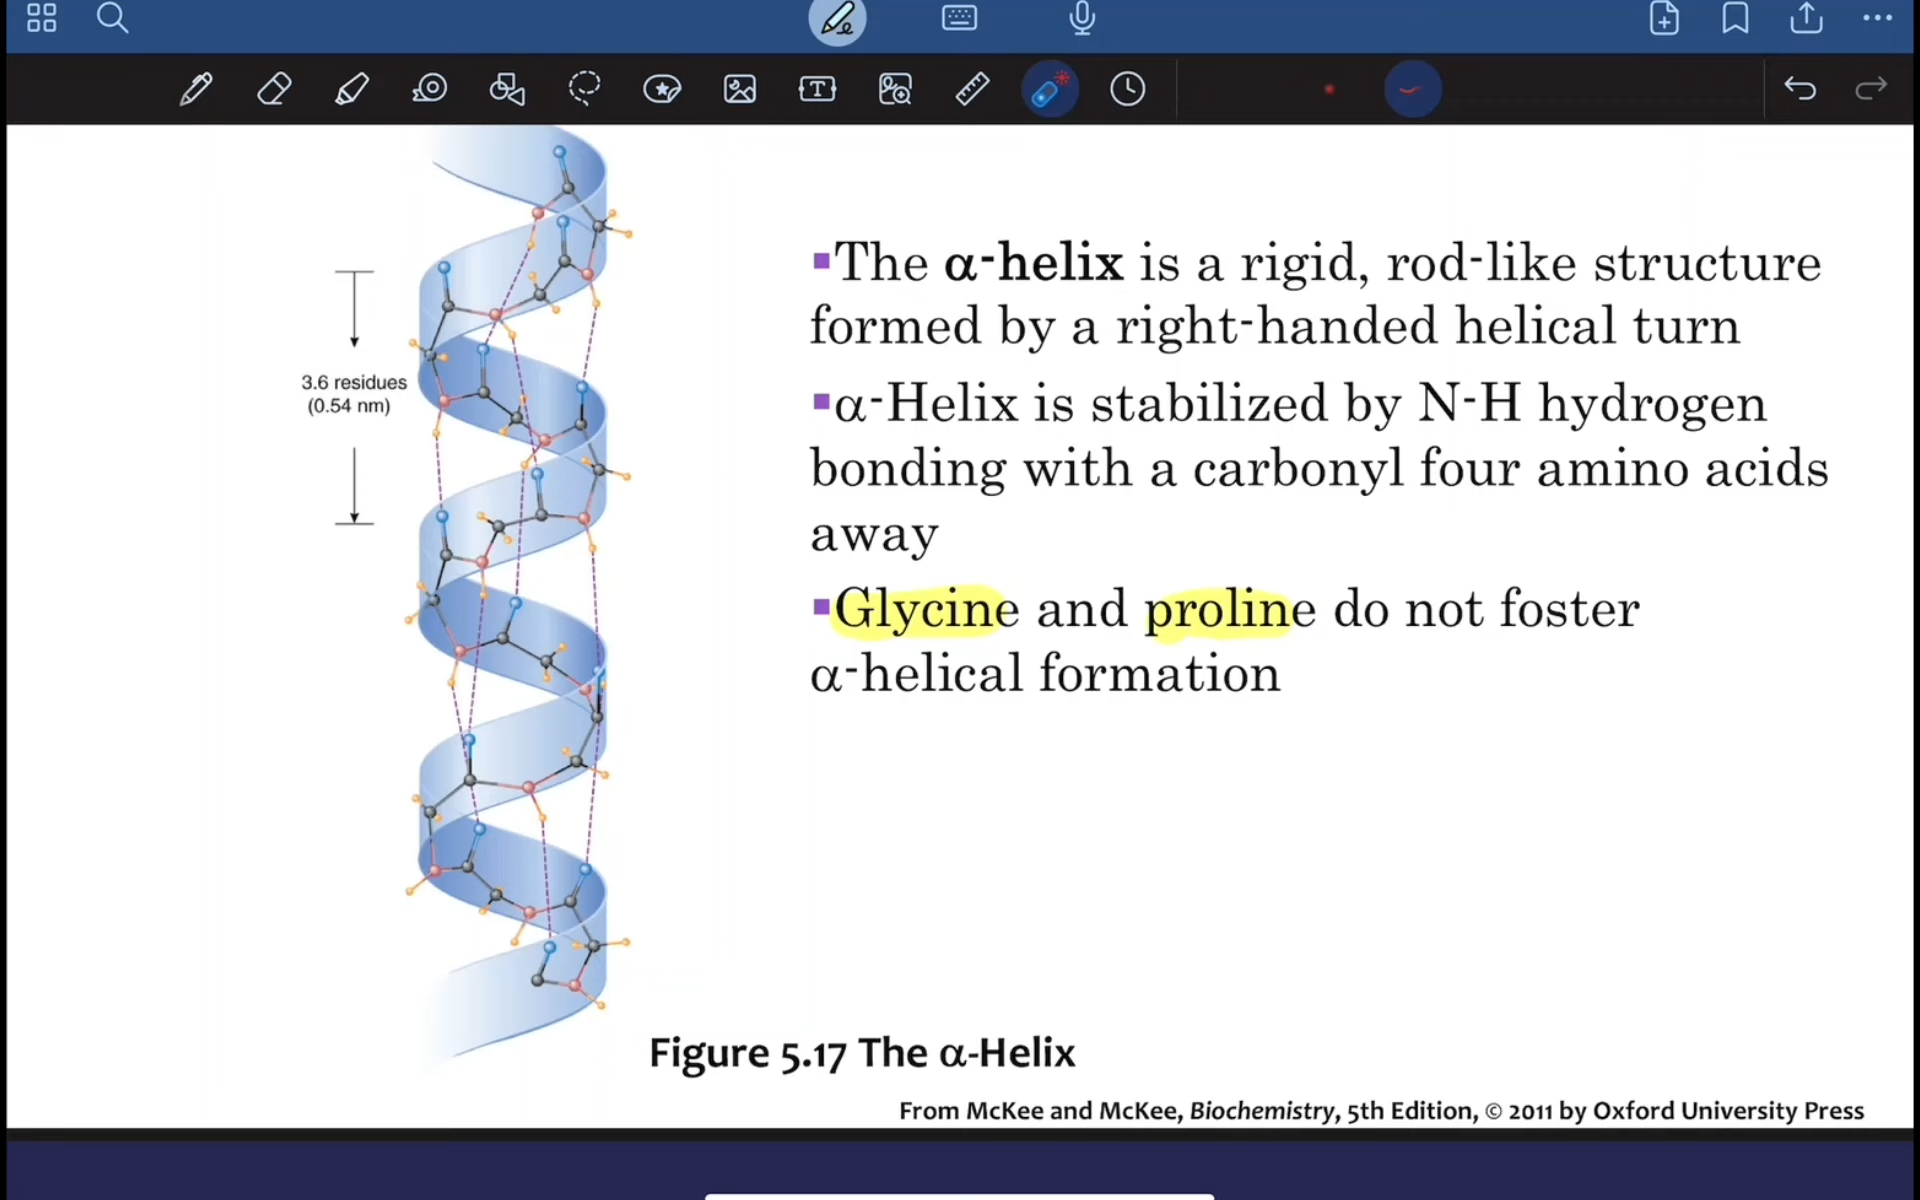 3.6 residues
(0.54 nm)
▪The α-helix is a rigid, rod-like structure
formed by a right-handed helical turn
▪α-Helix is stabilized by N-H hydrogen
bonding with a carbonyl four amino acids
away
▪Glycine and proline do not foster
α-helical formation
Figure 5.17 The α-Helix
From McKee and McKee, Biochemistry, 5th Edition, © 2011 by Oxford University Press